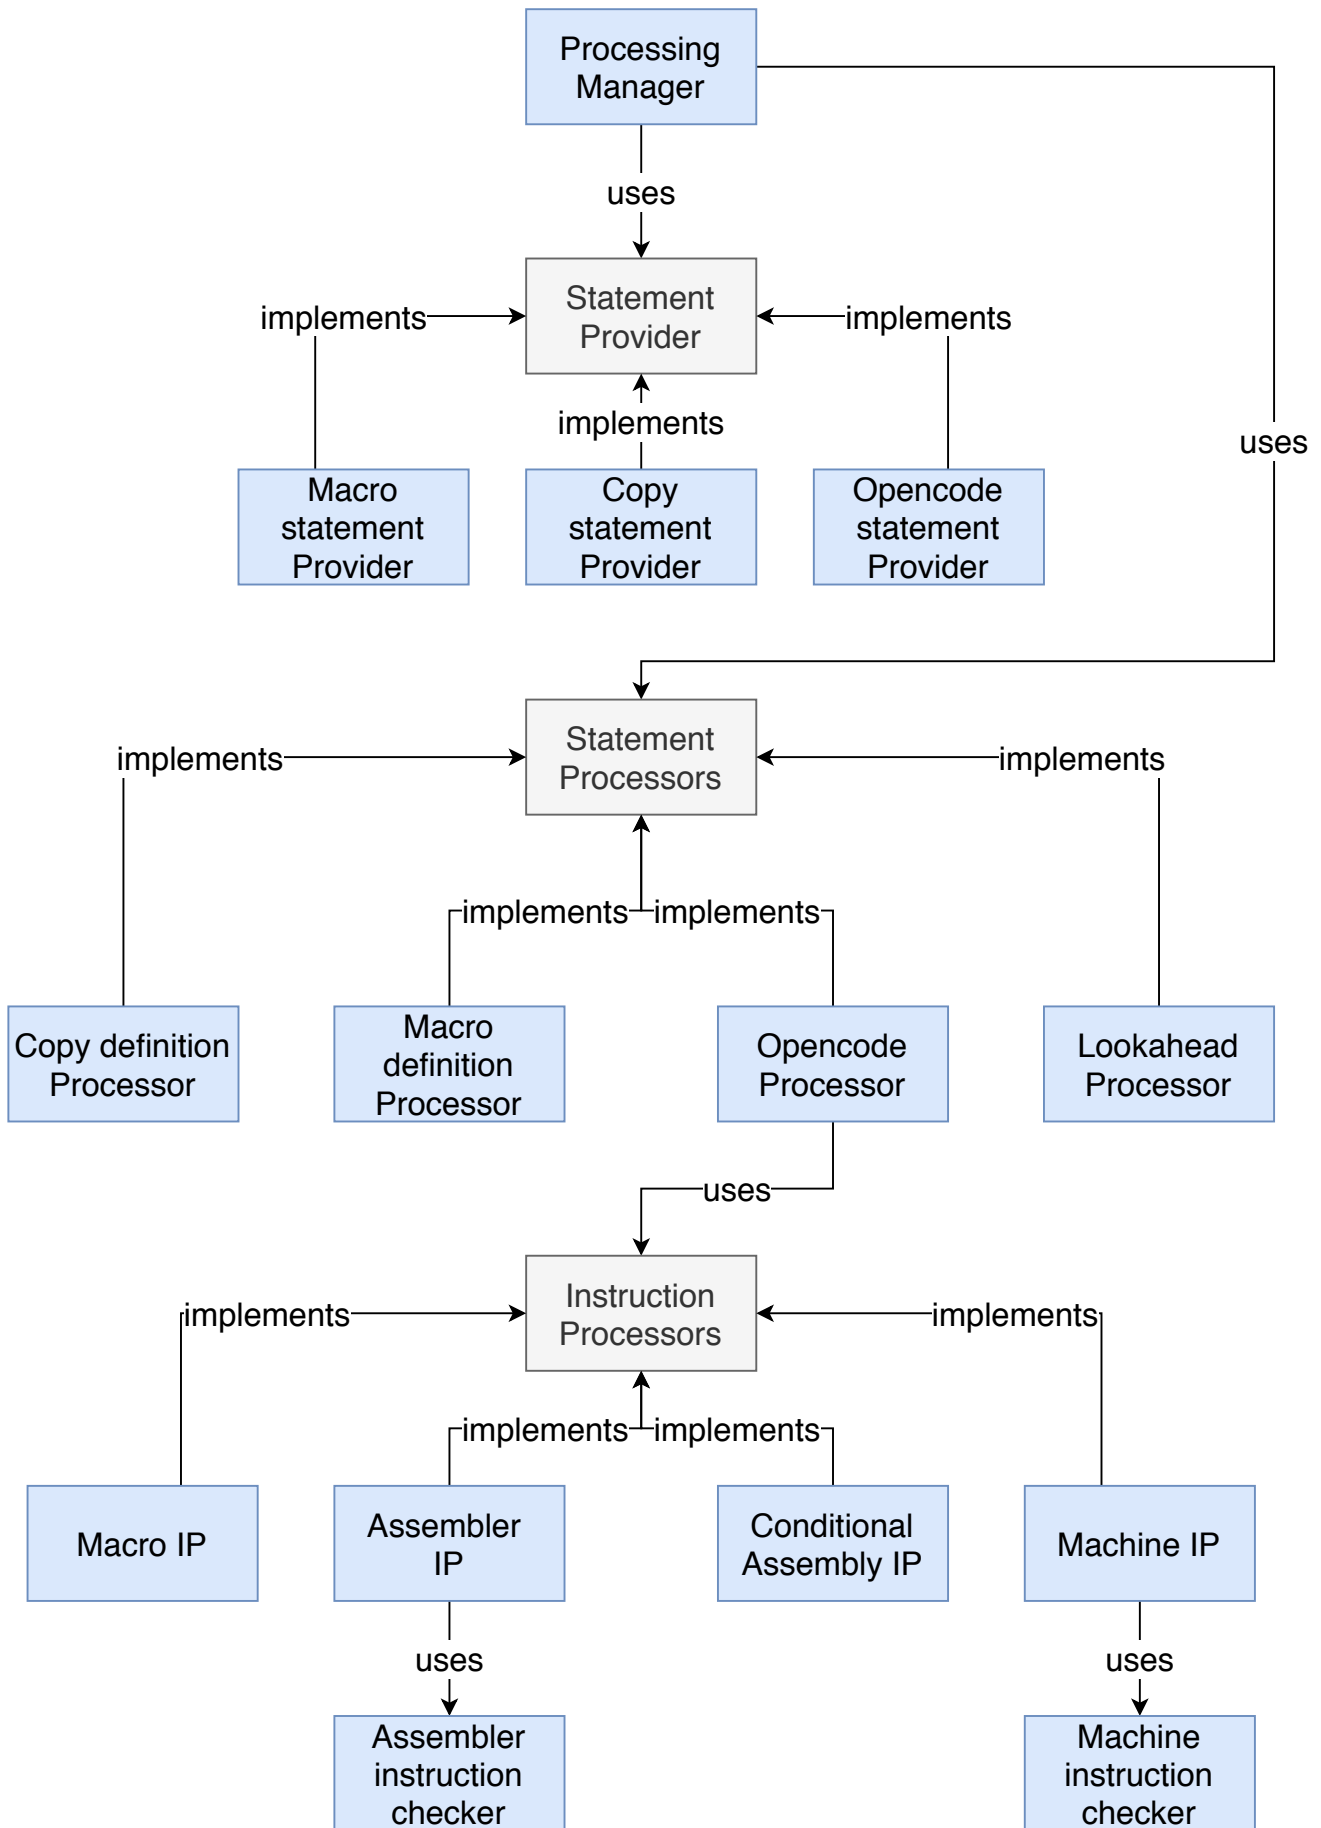 Processing
Manager
uses
Statement
Provider
implements
implements
implements
uses
Macro
statement
Provider
Copy
statement
Provider
Opencode
statement
Provider
Statement
Processors
implements
implements
implements
implements
Copy definition
Processor
Macro
definition
Processor
Opencode
Processor
Lookahead
Processor
uses
Instruction
Processors
implements
implements
implements
implements
Macro IP
Assembler
IP
Conditional
Assembly IP
Machine IP
uses
uses
Assembler
instruction
checker
Machine
instruction
checker